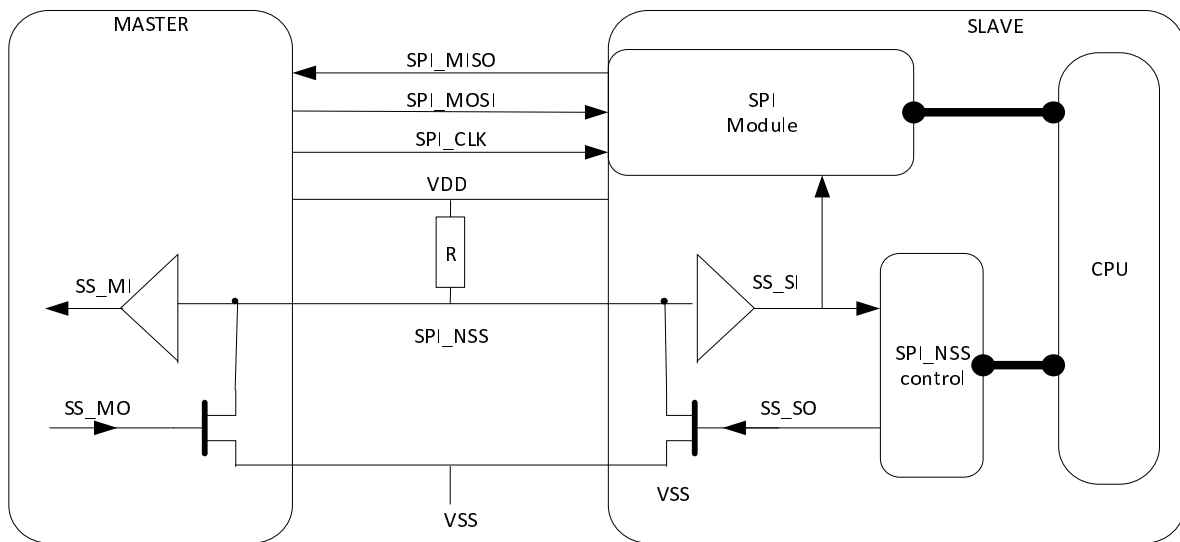 MASTER
SLAVE
SPI_MISO
SPI_MOSI
SPI_CLK
SPI
Module
VDD
R
SS_MI
SS_SI
CPU
SPI_NSS
SPI_NSS
control
SS_MO
SS_SO
VSS
VSS